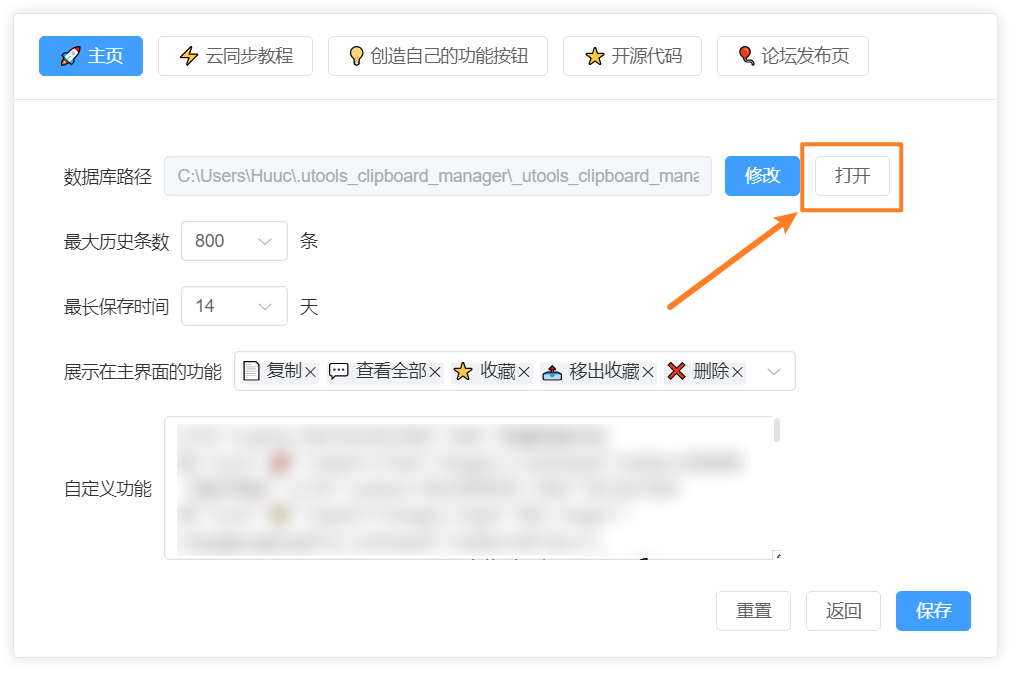 主页 云同步教程 创造自己的功能按钮 开源代码 论坛发布页
数据库路径 C:\Users\Huuc\.utools_clipboard_manager\_utools_clipboard_mana 修改 打开
最大历史条数 800 条
最长保存时间 14 天
展示在主界面的功能 复制× 查看全部× 收藏× 移出收藏× 删除×
自定义功能
重置 返回 保存